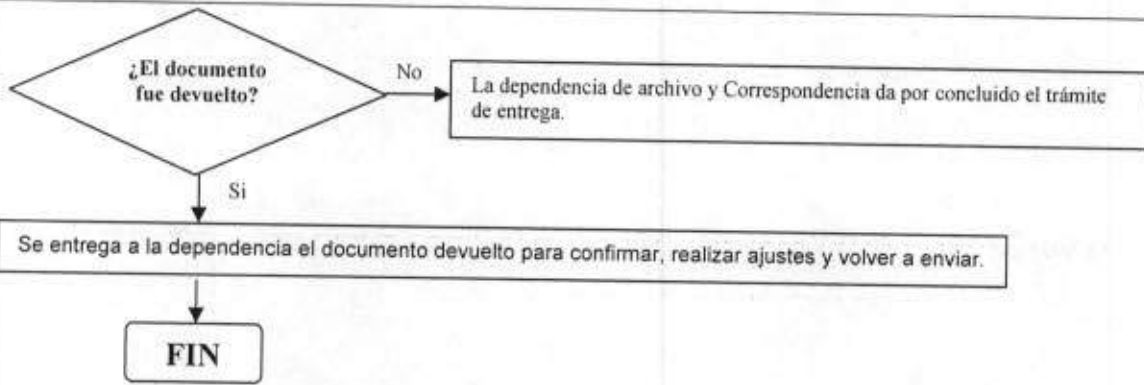 ¿El documento
fue devuelto?
No
La dependencia de archivo y Correspondencia da por concluido el trámite
de entrega.
Si
Se entrega a la dependencia el documento devuelto para confirmar, realizar ajustes y volver a enviar.
FIN